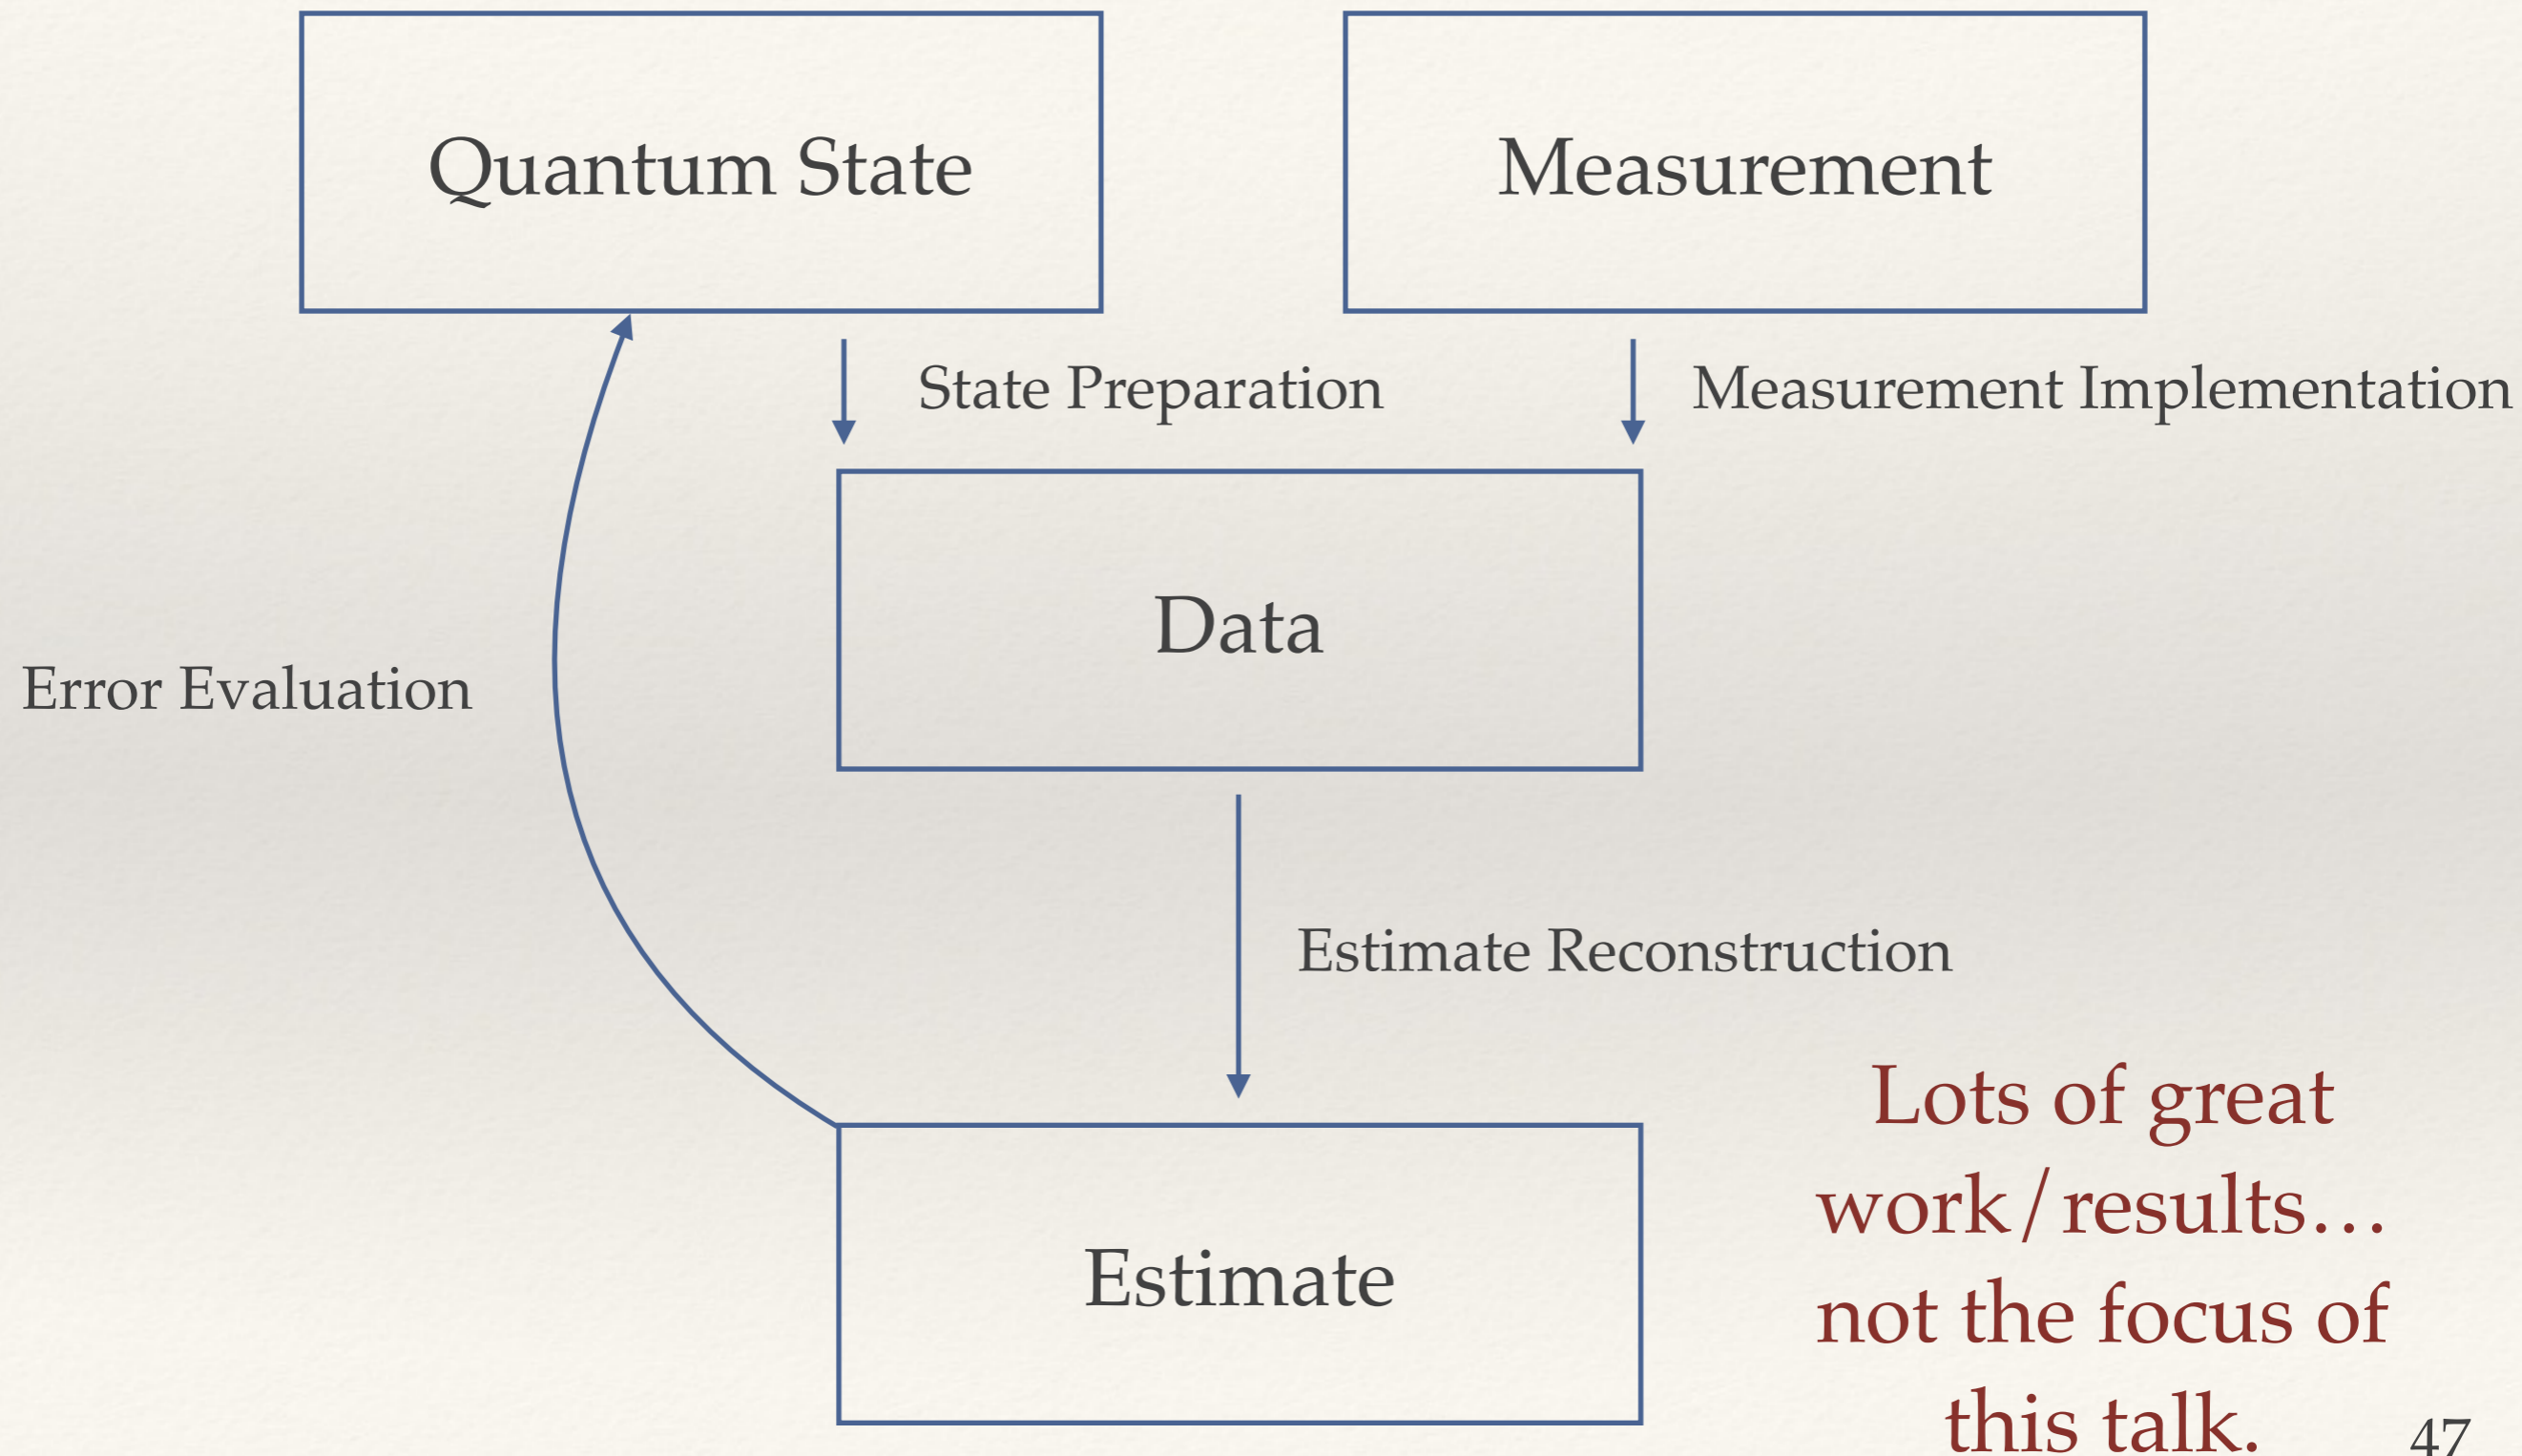 Quantum State
Measurement
State Preparation
Measurement Implementation
Data
Error Evaluation
Estimate Reconstruction
Estimate
Lots of great
work/results…
not the focus of
this talk.
47